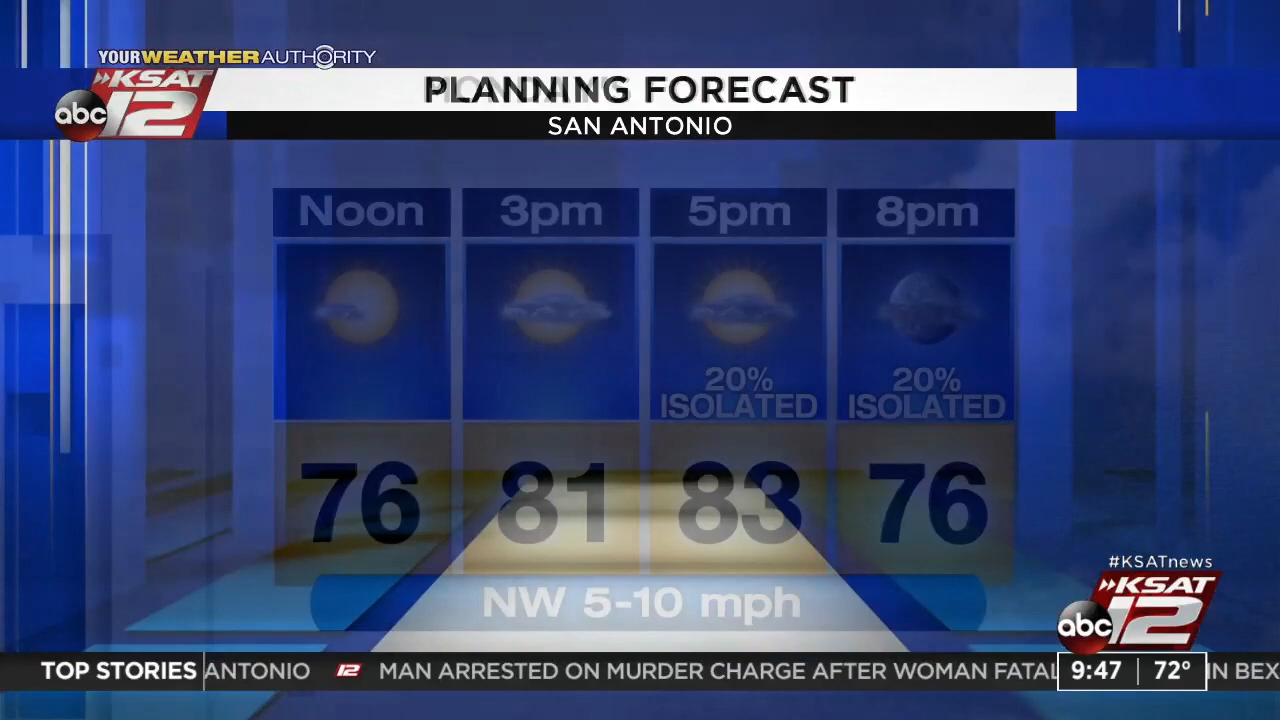 YOURWEATHERAUTHORITY
KSAT
abc 12
PLANNING FORECAST
SAN ANTONIO
Noon 3pm 5pm 8pm
20% 20%
ISOLATED ISOLATED
76 81 83 76
NW 5-10 mph
#KSATnews
KSAT
abc 12
TOP STORIES ANTONIO 12 MAN ARRESTED ON MURDER CHARGE AFTER WOMAN FATAL 9:47 72° IN BEX